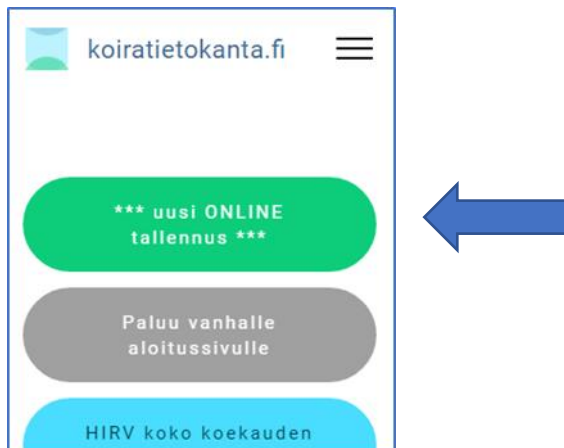 koiratietokanta.fi
*** uusi ONLINE
tallennus ***
Paluu vanhalle
aloitussivulle
HIRV koko koekauden